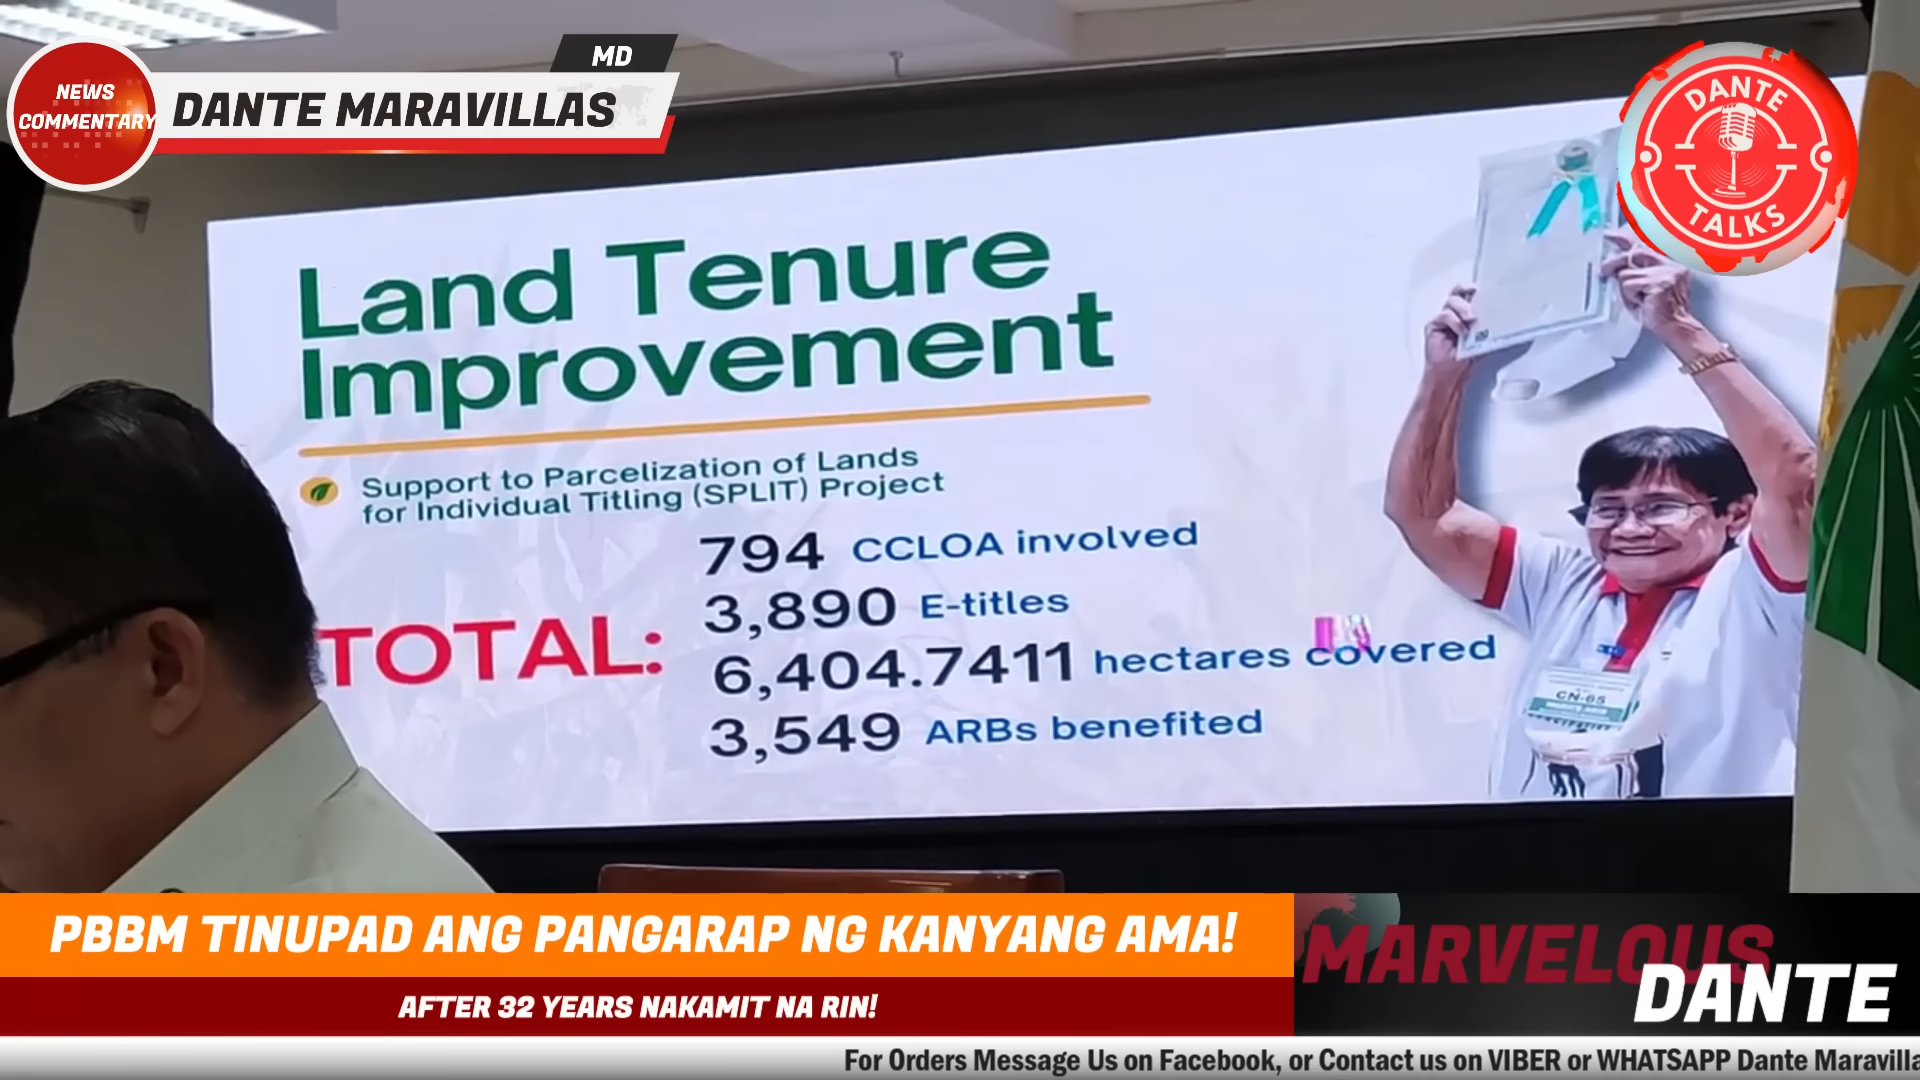 NEWS
COMMENTARY
MD
DANTE MARAVILLAS
DANTE
TALKS
Land Tenure
Improvement
Support to Parcelization of Lands
for Individual Titling (SPLIT) Project
TOTAL:
794 CCLOA involved
3,890 E-titles
6,404.7411 hectares covered
3,549 ARBs benefited
CN-65
PBBM TINUPAD ANG PANGARAP NG KANYANG AMA!
AFTER 32 YEARS NAKAMIT NA RIN!
MARVELOUS
DANTE
For Orders Message Us on Facebook, or Contact us on VIBER or WHATSAPP Dante Maravilla